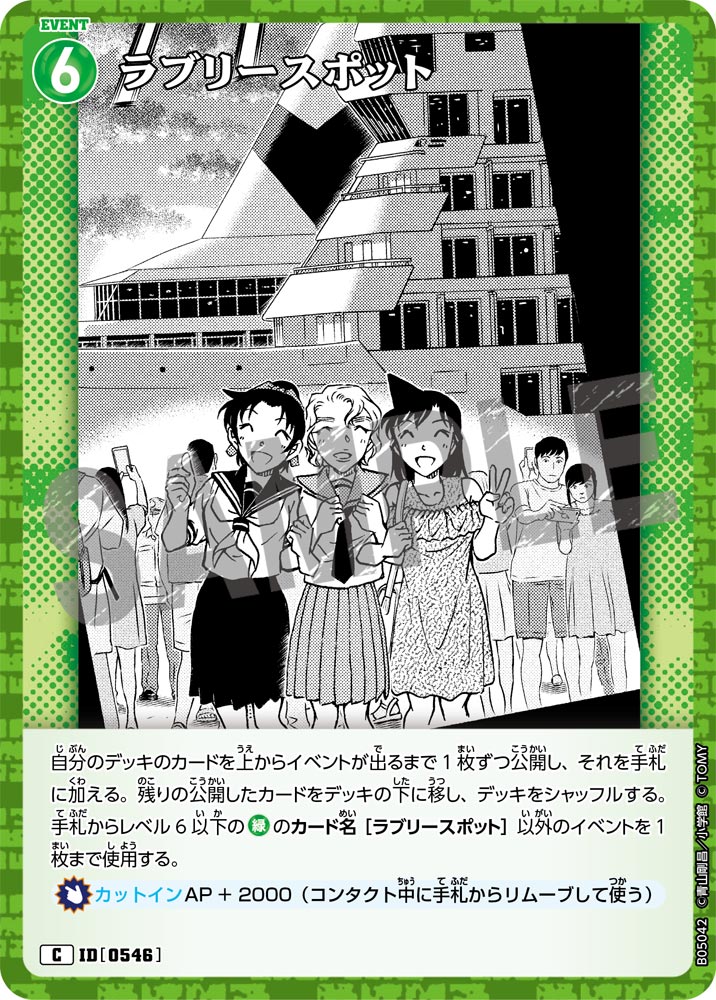 EVENT
6
ラブリースポット
SAMPLE
自分のデッキのカードを上からイベントが出るまで1枚ずつ公開し、それを手札
に加える。残りの公開したカードをデッキの下に移し、デッキをシャッフルする。
手札からレベル6以下の緑のカード名[ラブリースポット]以外のイベントを1
枚まで使用する。
カットイン AP+2000(コンタクト中に手札からリムーブして使う)
C ID[0546]
B05042 ©青山剛昌/小学館 ©TOMY